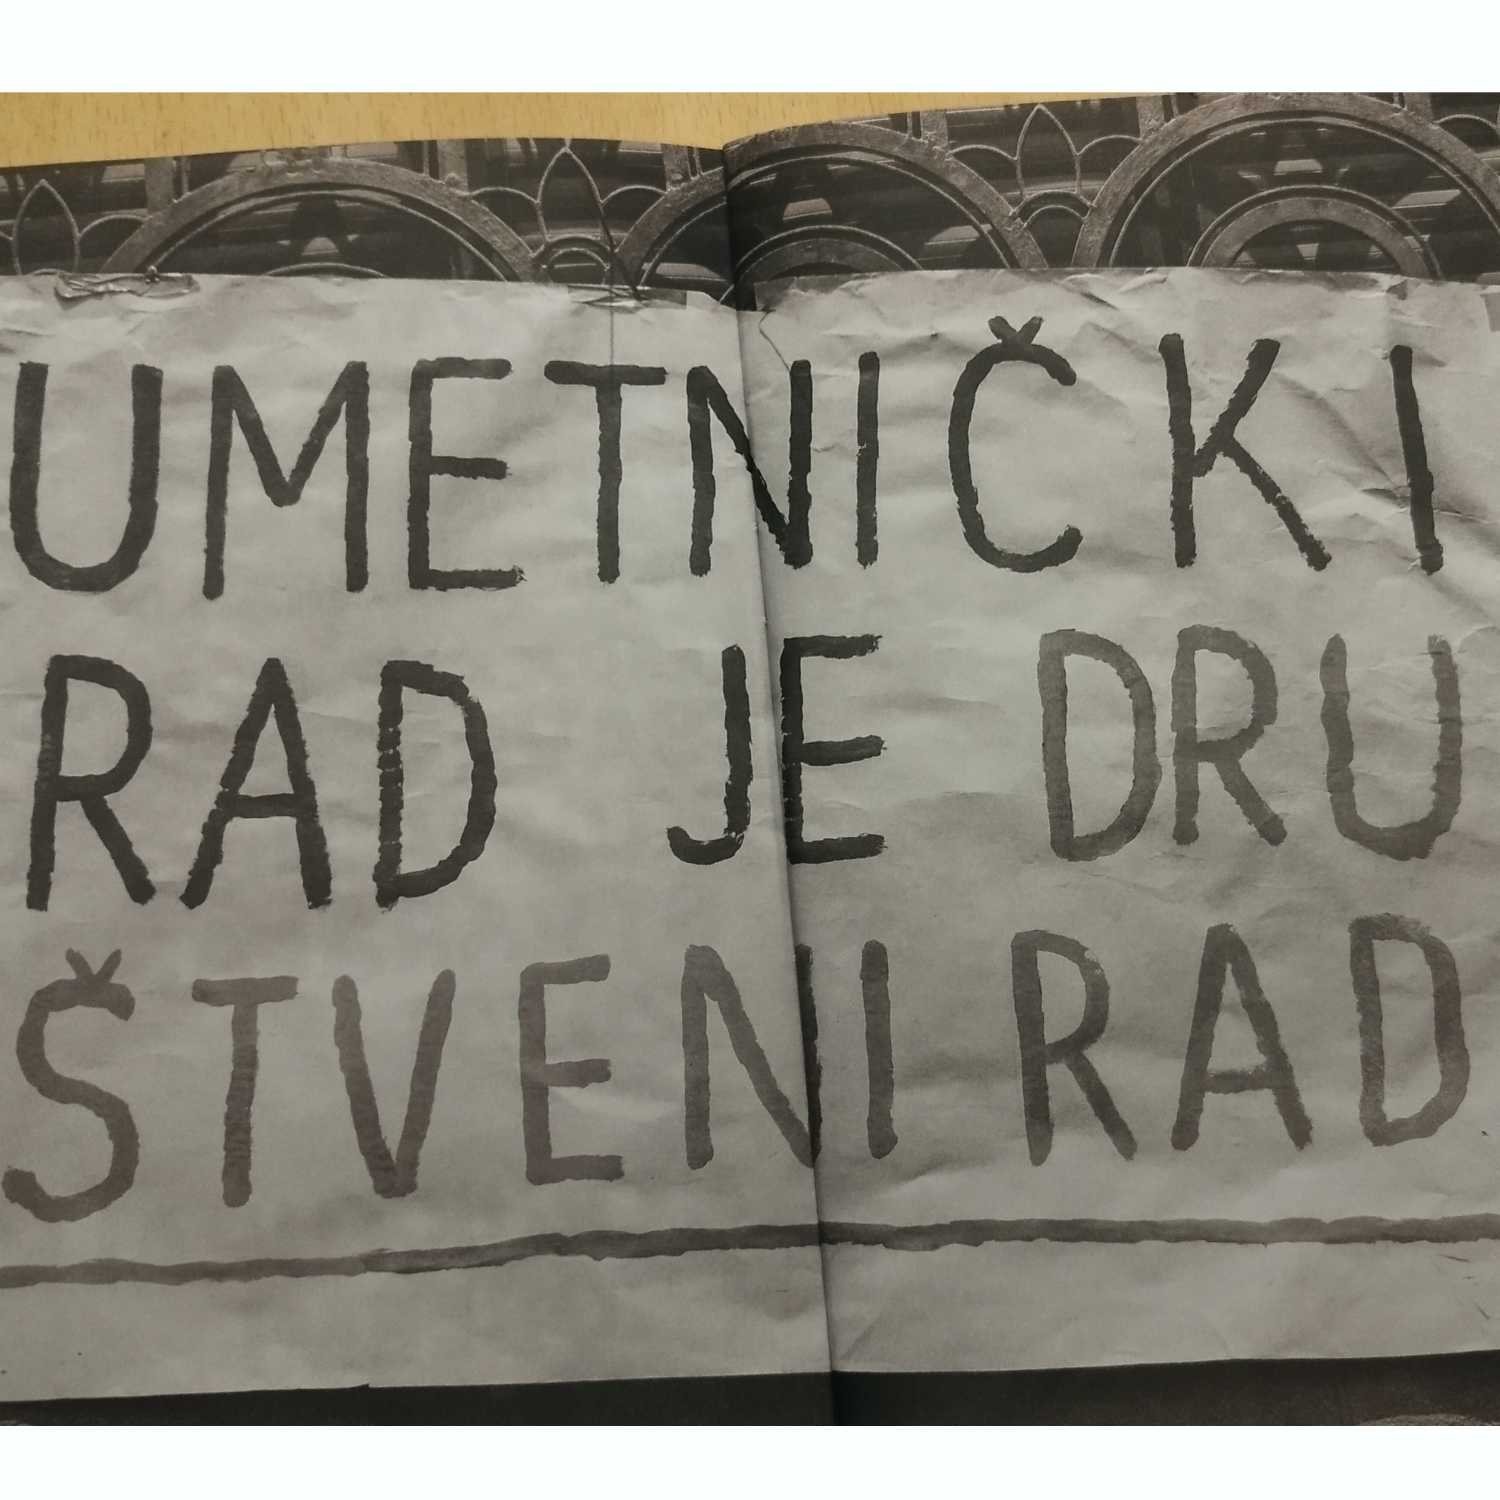 UMETNIČKI
RAD JE DRU
ŠTVENI RAD